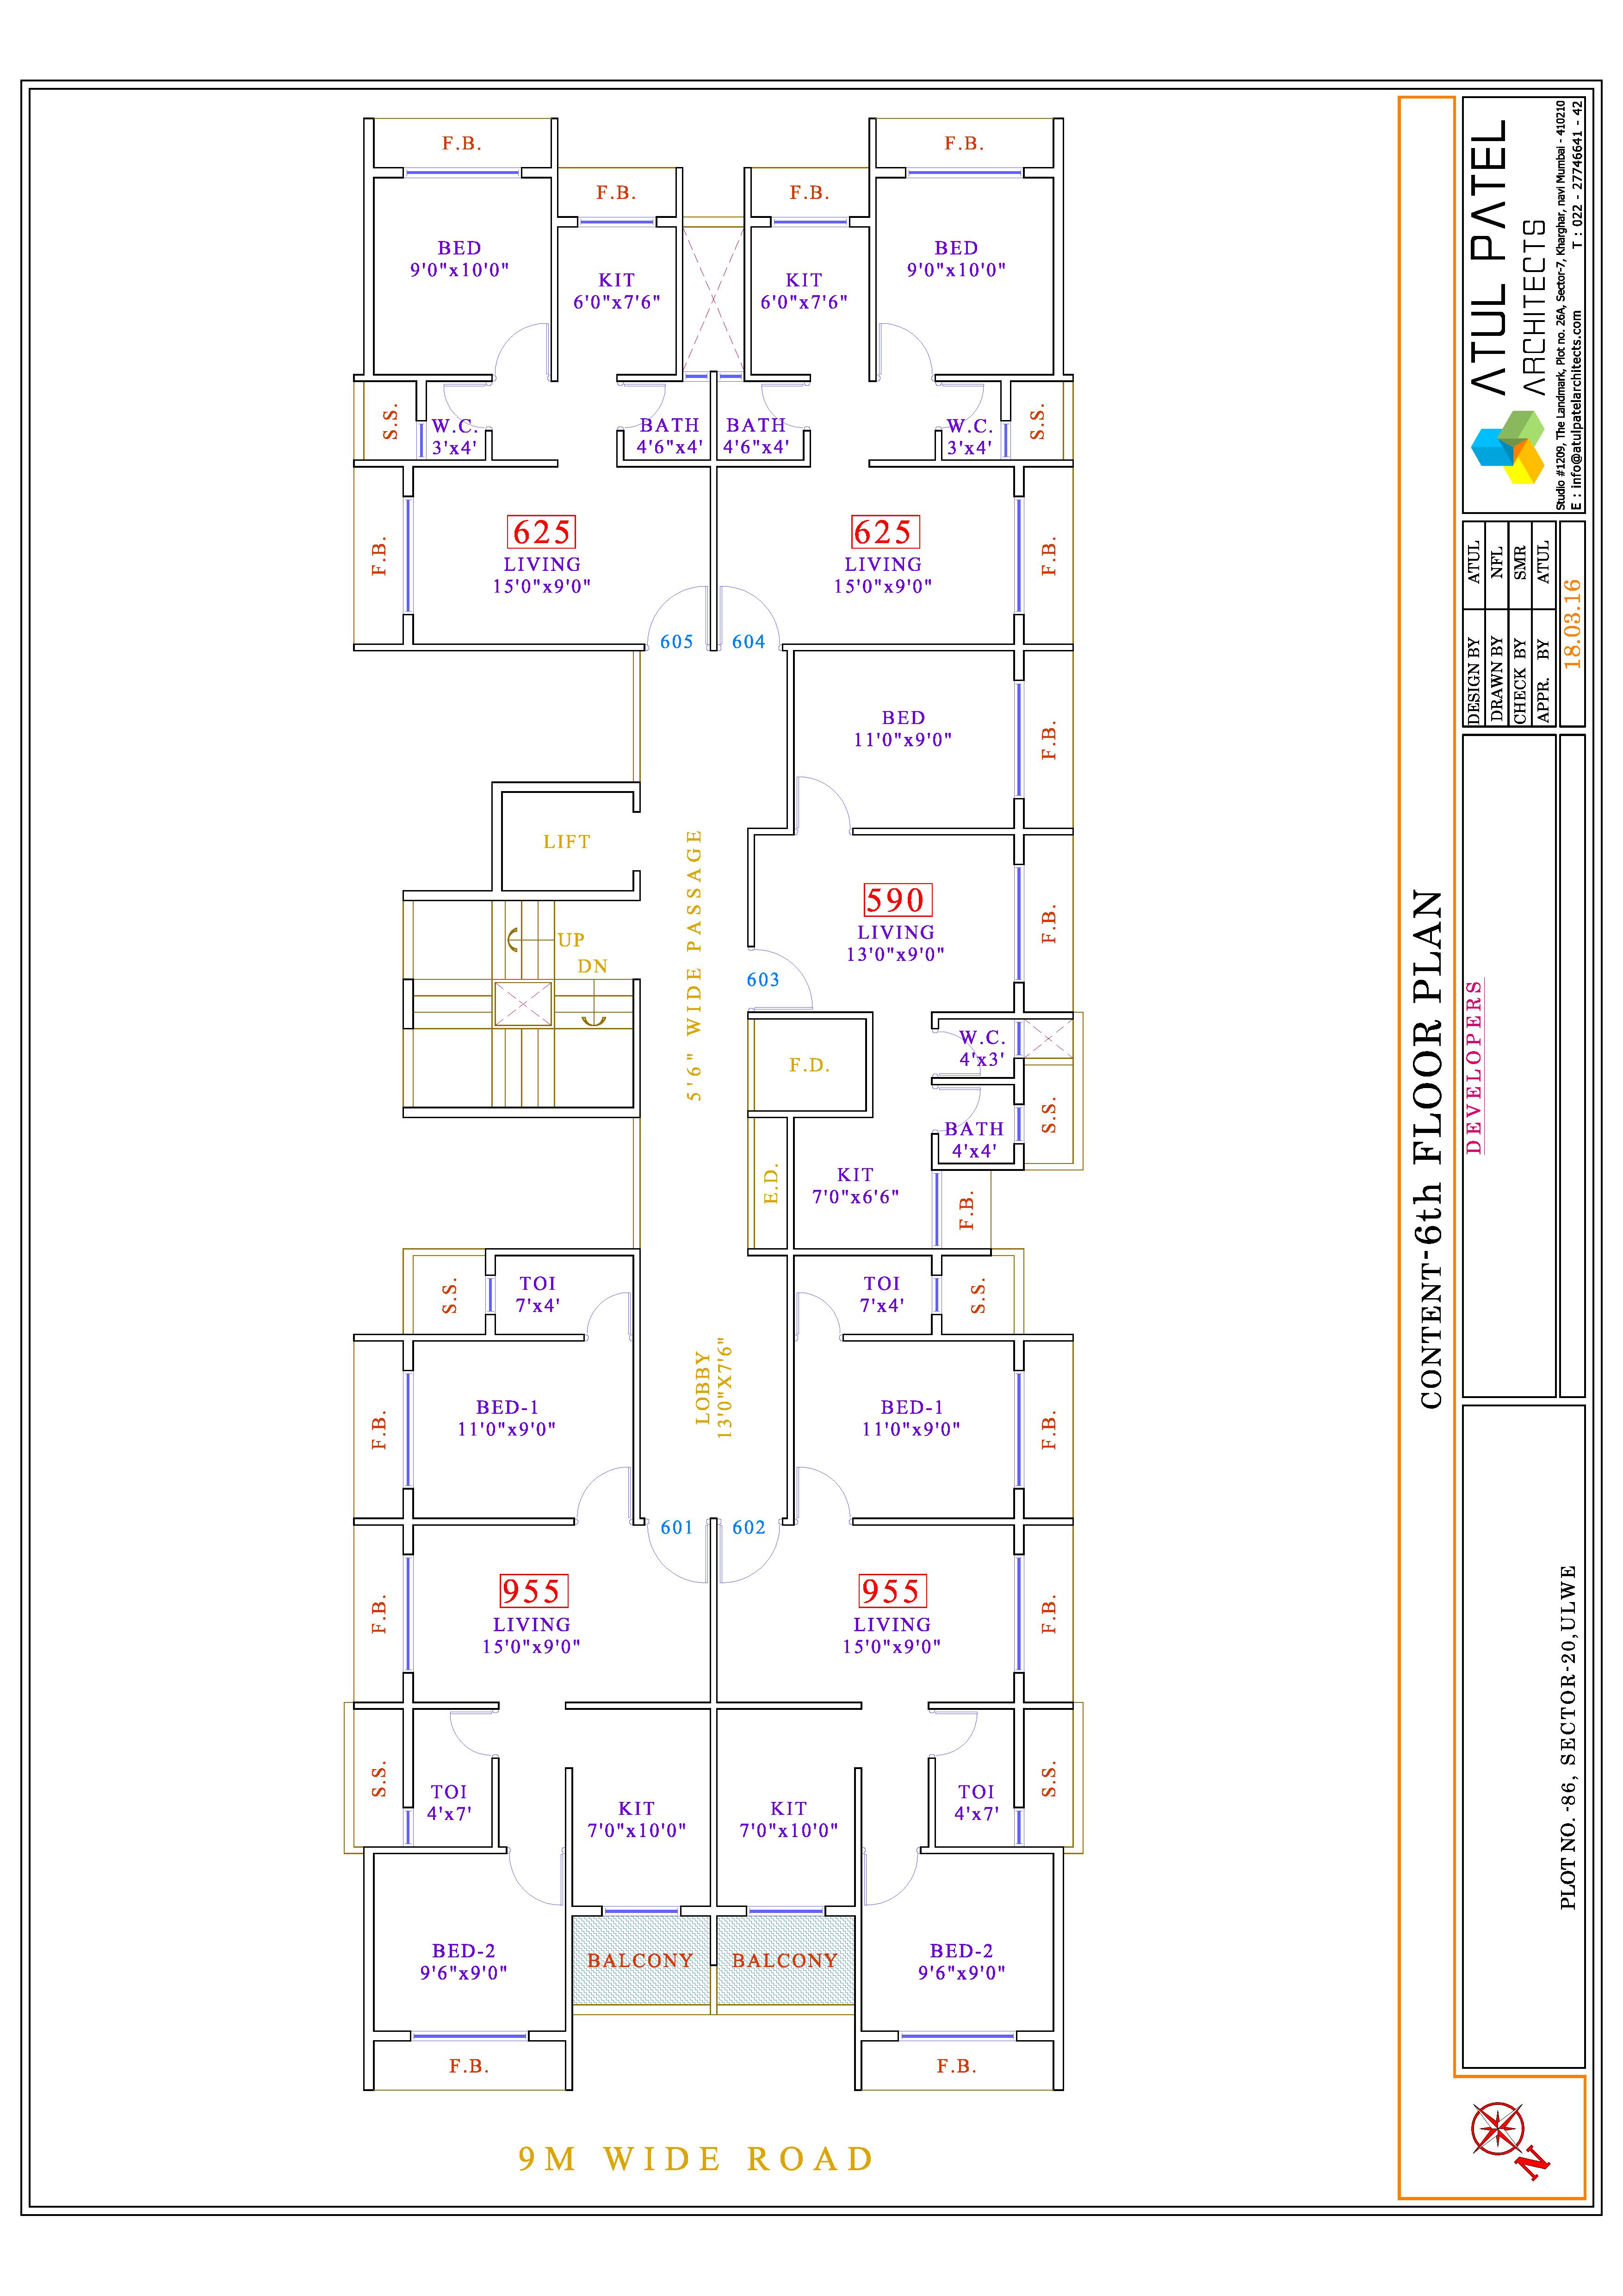 F.B.
F.B.
F.B.
F.B.
BED
9'0"x10'0"
KIT
6'0"x7'6"
KIT
6'0"x7'6"
BED
9'0"x10'0"
S.S.
W.C.
3'x4'
BATH
4'6"x4'
BATH
4'6"x4'
W.C.
3'x4'
S.S.
F.B.
625
LIVING
15'0"x9'0"
625
LIVING
15'0"x9'0"
F.B.
605
604
BED
11'0"x9'0"
F.B.
LIFT
5'6" WIDE PASSAGE
590
LIVING
13'0"x9'0"
F.B.
UP
DN
603
F.D.
W.C.
4'x3'
BATH
4'x4'
S.S.
E.D.
KIT
7'0"x6'6"
F.B.
S.S.
TOI
7'x4'
TOI
7'x4'
S.S.
LOBBY
13'0"X7'6"
F.B.
BED-1
11'0"x9'0"
BED-1
11'0"x9'0"
F.B.
601
602
F.B.
955
LIVING
15'0"x9'0"
955
LIVING
15'0"x9'0"
F.B.
S.S.
TOI
4'x7'
KIT
7'0"x10'0"
KIT
7'0"x10'0"
TOI
4'x7'
S.S.
BED-2
9'6"x9'0"
BALCONY
BALCONY
BED-2
9'6"x9'0"
F.B.
F.B.
9M WIDE ROAD
CONTENT-6th FLOOR PLAN
ATUL PATEL
ARCHITECTS
Studio #1209, The Landmark, Plot no. 26A, Sector-7, Kharghar, navi Mumbai - 410210
E : info@atulpatelarchitects.com T : 022 - 27746641 - 42
DESIGN BY ATUL
DRAWN BY NFL
CHECK BY SMR
APPR. BY ATUL
18.03.16
DEVELOPERS
PLOT NO. -86, SECTOR-20,ULWE
N